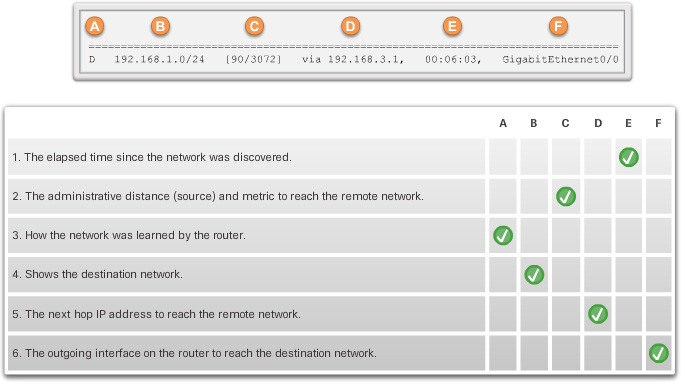 A B C D E F
================================================================================
D 192.168.1.0/24 [90/3072] via 192.168.3.1, 00:06:03, GigabitEthernet0/0
A B C D E F
1. The elapsed time since the network was discovered.
2. The administrative distance (source) and metric to reach the remote network.
3. How the network was learned by the router.
4. Shows the destination network.
5. The next hop IP address to reach the remote network.
6. The outgoing interface on the router to reach the destination network.